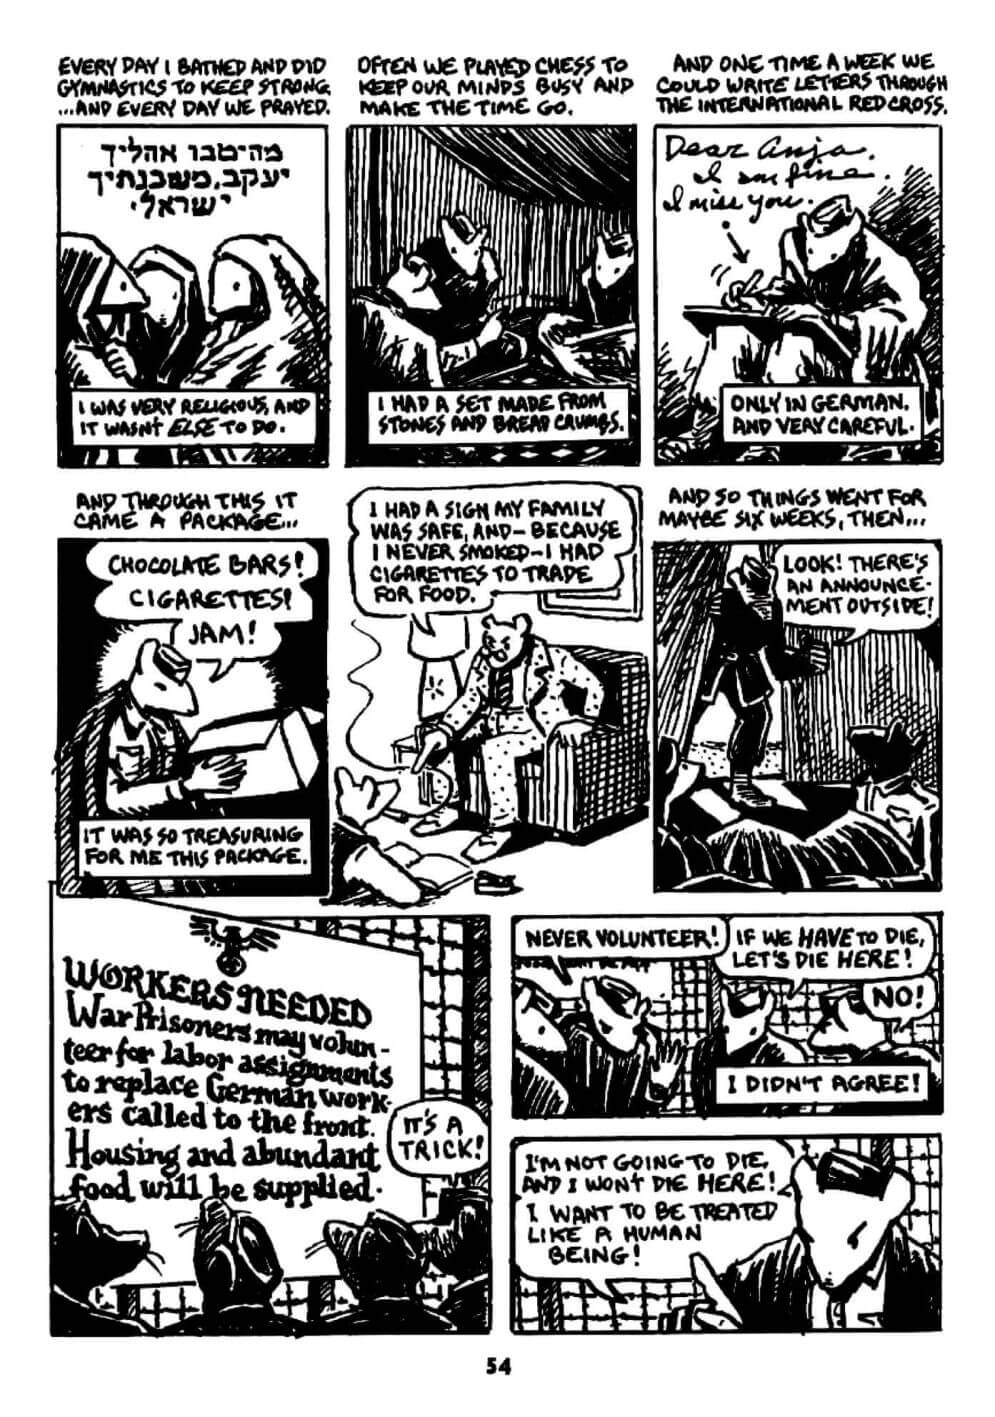 EVERY DAY I BATHED AND DID
GYMNASTICS TO KEEP STRONG
...AND EVERY DAY WE PRAYED.
מה־טבו אהליך
יעקב, משכנתיך
ישראל.
I WAS VERY RELIGIOUS, AND
IT WASN'T ELSE TO DO.
OFTEN WE PLAYED CHESS TO
KEEP OUR MINDS BUSY AND
MAKE THE TIME GO.
I HAD A SET MADE FROM
STONES AND BREAD CRUMBS.
AND ONE TIME A WEEK WE
COULD WRITE LETTERS THROUGH
THE INTERNATIONAL RED CROSS.
Dear Anja,
I am fine.
I miss you.
ONLY IN GERMAN.
AND VERY CAREFUL.
AND THROUGH THIS IT
CAME A PACKAGE...
CHOCOLATE BARS!
CIGARETTES!
JAM!
IT WAS SO TREASURING
FOR ME THIS PACKAGE.
I HAD A SIGN MY FAMILY
WAS SAFE, AND-BECAUSE
I NEVER SMOKED-I HAD
CIGARETTES TO TRADE
FOR FOOD.
AND SO THINGS WENT FOR
MAYBE SIX WEEKS, THEN...
LOOK! THERE'S
AN ANNOUNCE-
MENT OUTSIDE!
WORKERS NEEDED
War Prisoners may volun-
teer for labor assignments
to replace German work-
ers called to the front.
Housing and abundant
food will be supplied.
IT'S A
TRICK!
NEVER VOLUNTEER!
IF WE HAVE TO DIE,
LET'S DIE HERE!
NO!
I DIDN'T AGREE!
I'M NOT GOING TO DIE,
AND I WON'T DIE HERE!
I WANT TO BE TREATED
LIKE A HUMAN
BEING!
54